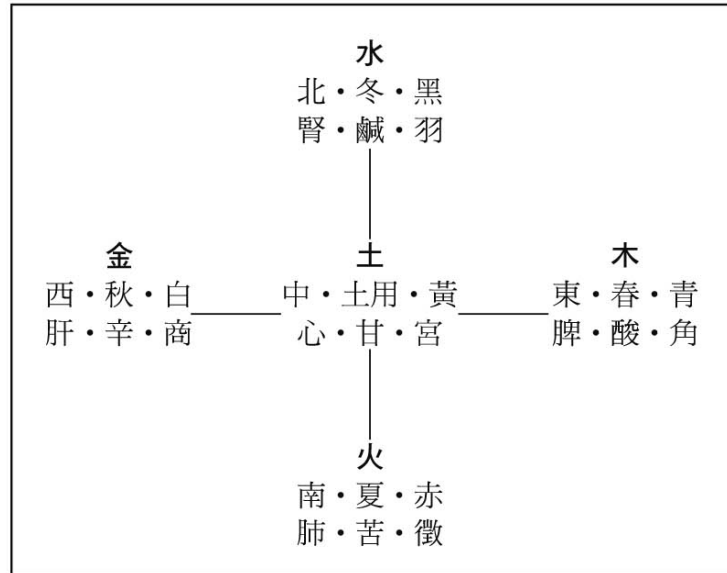 水
北・冬・黑
腎・鹹・羽
金
西・秋・白
肝・辛・商
土
中・土用・黃
心・甘・宮
木
東・春・青
脾・酸・角
火
南・夏・赤
肺・苦・徵